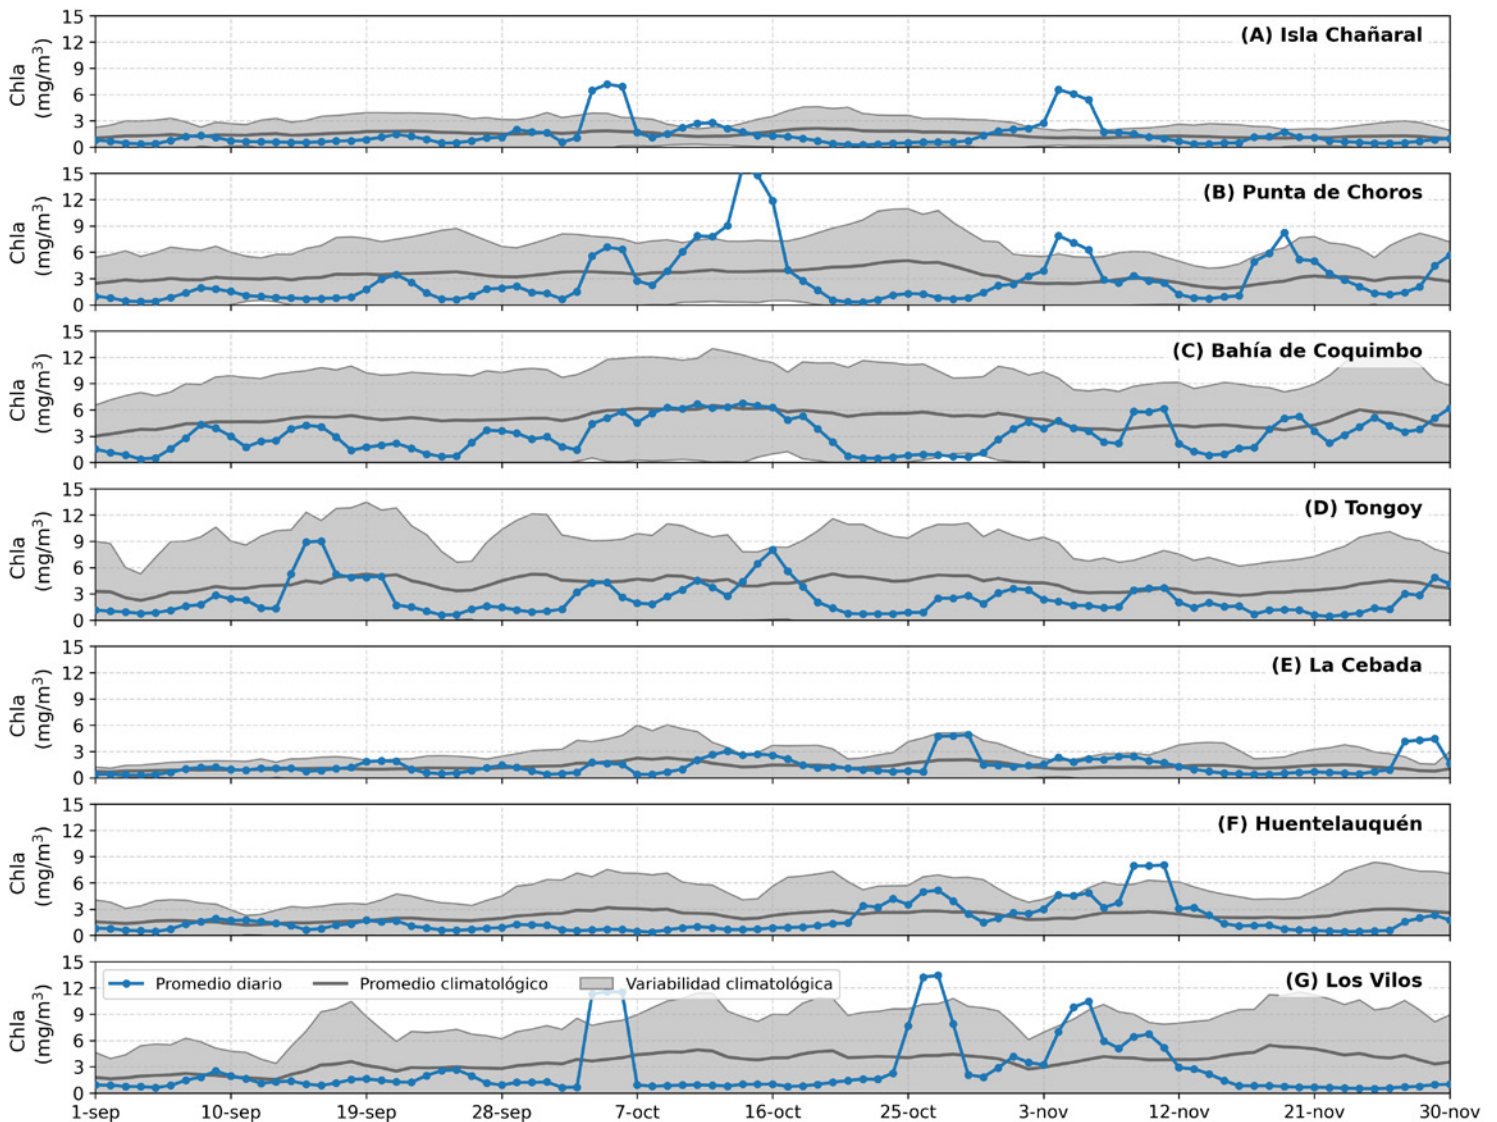 15
12
9
6
3
0
Chla
(mg/m³)
(A) Isla Chañaral
15
12
9
6
3
0
Chla
(mg/m³)
(B) Punta de Choros
15
12
9
6
3
0
Chla
(mg/m³)
(C) Bahía de Coquimbo
15
12
9
6
3
0
Chla
(mg/m³)
(D) Tongoy
15
12
9
6
3
0
Chla
(mg/m³)
(E) La Cebada
15
12
9
6
3
0
Chla
(mg/m³)
(F) Huentelauquén
15
12
9
6
3
0
Chla
(mg/m³)
Promedio diario Promedio climatológico Variabilidad climatológica
(G) Los Vilos
1-sep 10-sep 19-sep 28-sep 7-oct 16-oct 25-oct 3-nov 12-nov 21-nov 30-nov